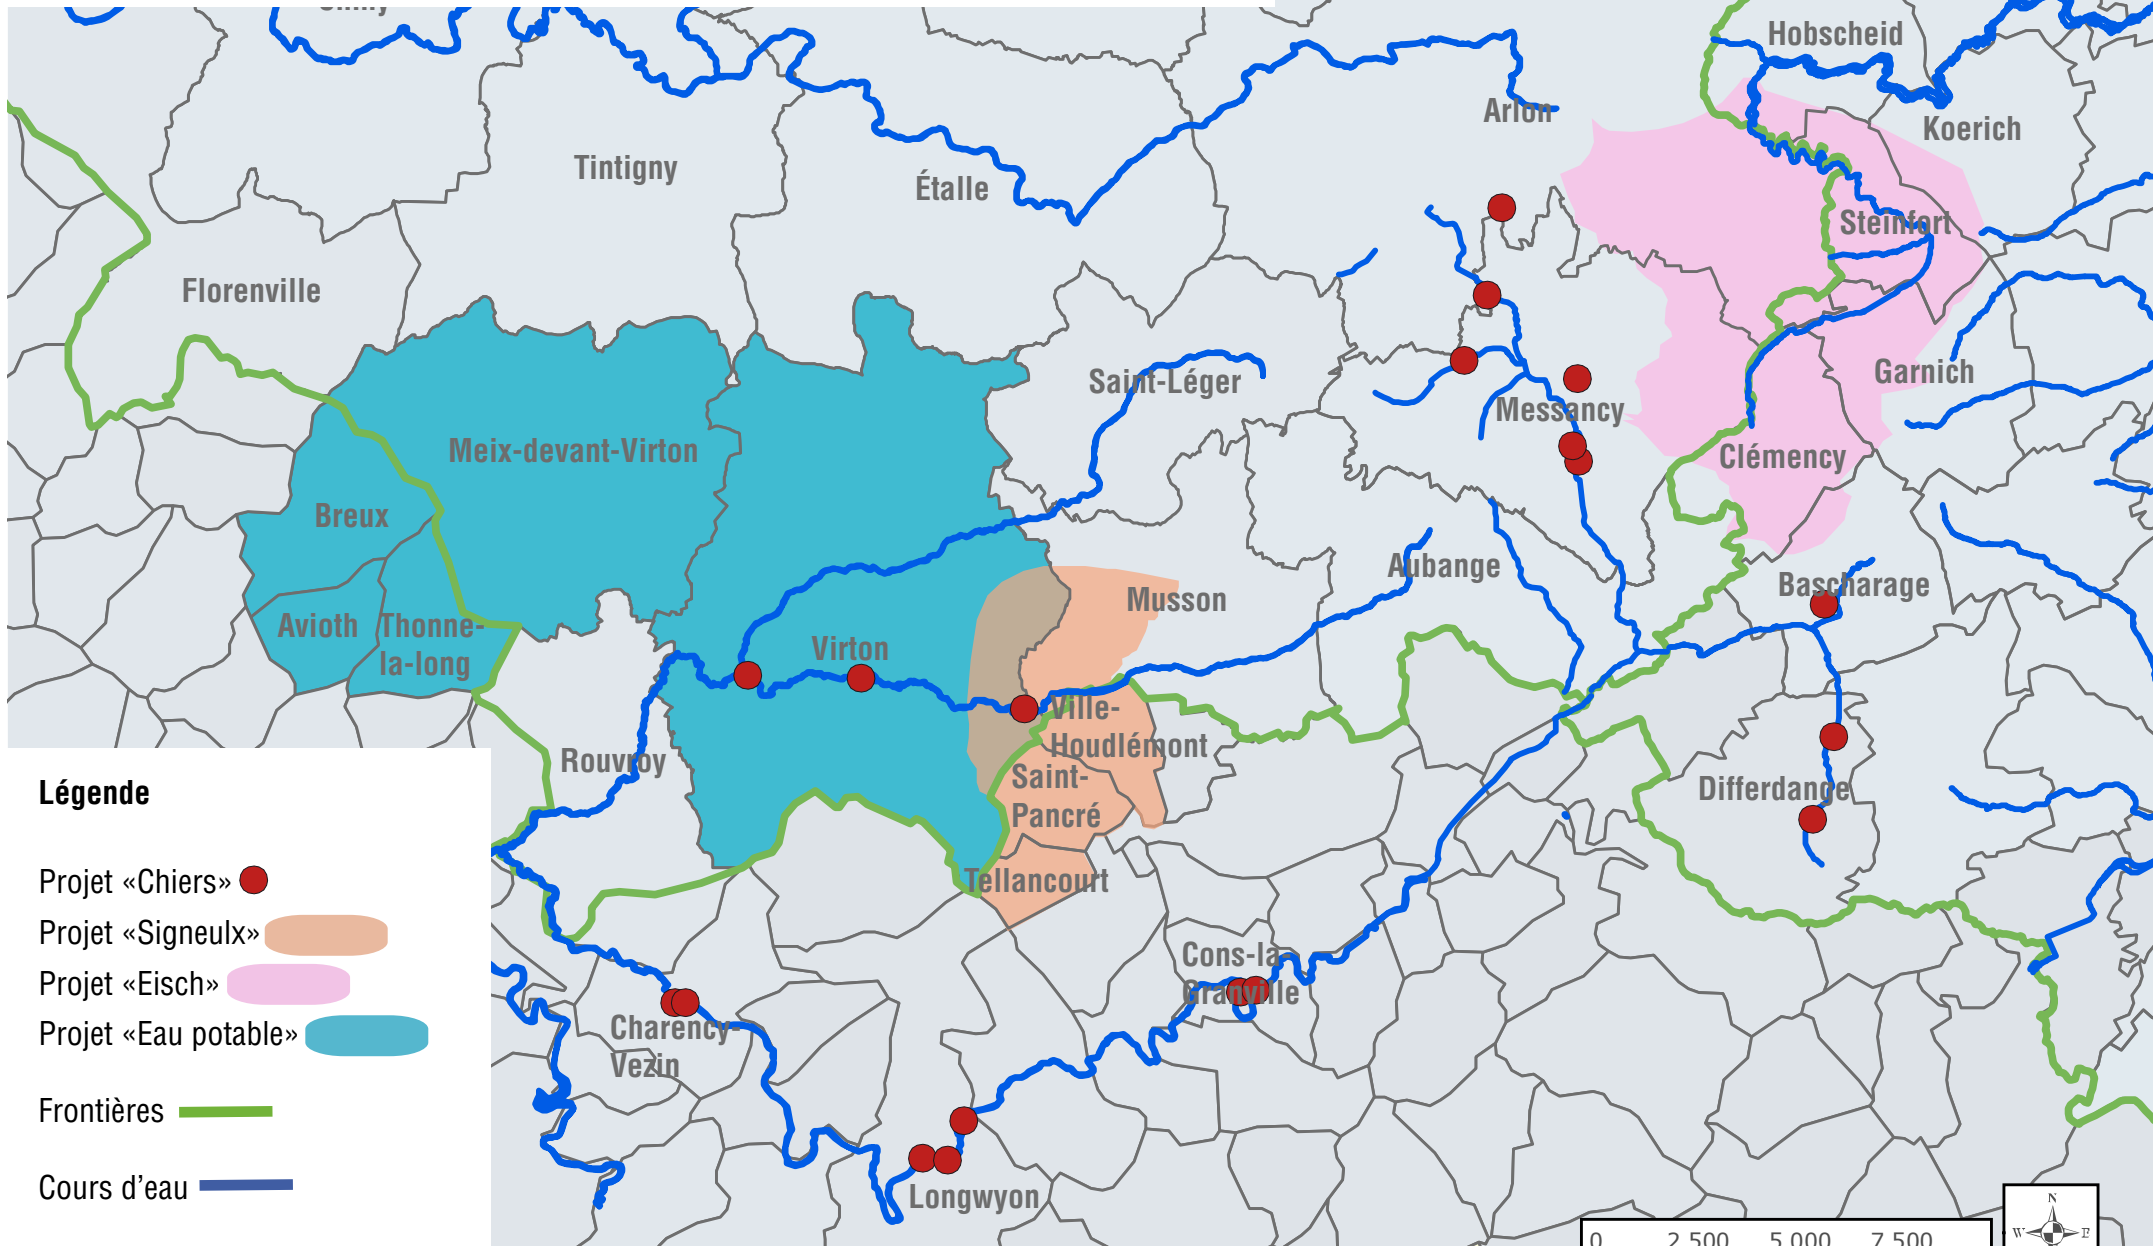 Hobscheid
Arlon
Koerich
Tintigny
Étalle
Steinfort
Florenville
Saint-Léger
Garnich
Messancy
Meix-devant-Virton
Clémency
Breux
Aubange
Bascharage
Musson
Avioth
Thonne-
la-long
Virton
Ville-
Houdlémont
Rouvroy
Saint-
Pancré
Differdange
Tellancourt
Cons-la-
Granville
Charency-
Vezin
Longwyon
Légende
Projet «Chiers»
Projet «Signeulx»
Projet «Eisch»
Projet «Eau potable»
Frontières
Cours d’eau
0 2 500 5 000 7 500
N
W E